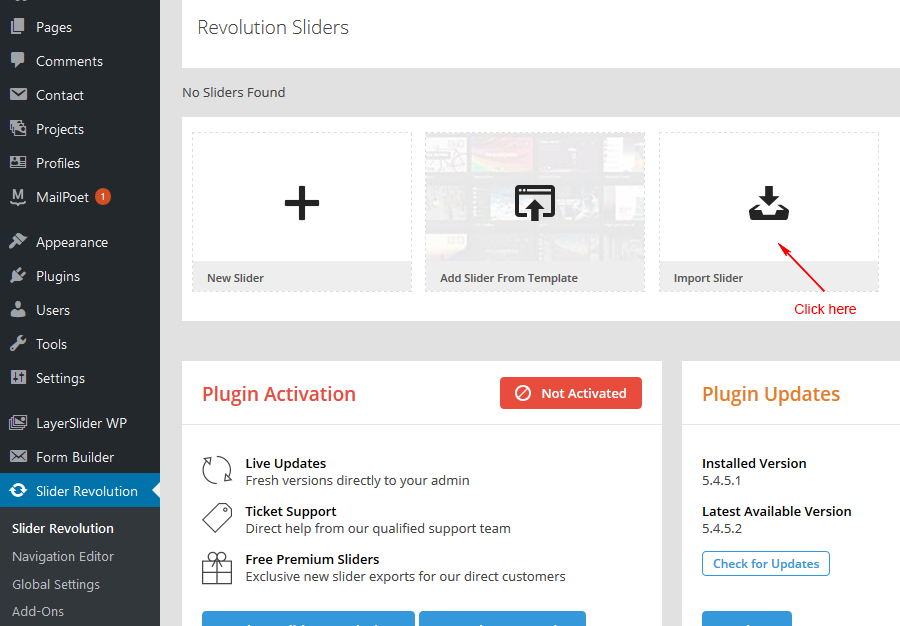 Pages
Comments
Contact
Projects
Profiles
MailPoet 1
Appearance
Plugins
Users
Tools
Settings
LayerSlider WP
Form Builder
Slider Revolution
Slider Revolution
Navigation Editor
Global Settings
Add-Ons
Revolution Sliders
No Sliders Found
New Slider
Add Slider From Template
Import Slider
Click here
Plugin Activation
Not Activated
Live Updates
Fresh versions directly to your admin
Ticket Support
Direct help from our qualified support team
Free Premium Sliders
Exclusive new slider exports for our direct customers
Plugin Updates
Installed Version
5.4.5.1
Latest Available Version
5.4.5.2
Check for Updates